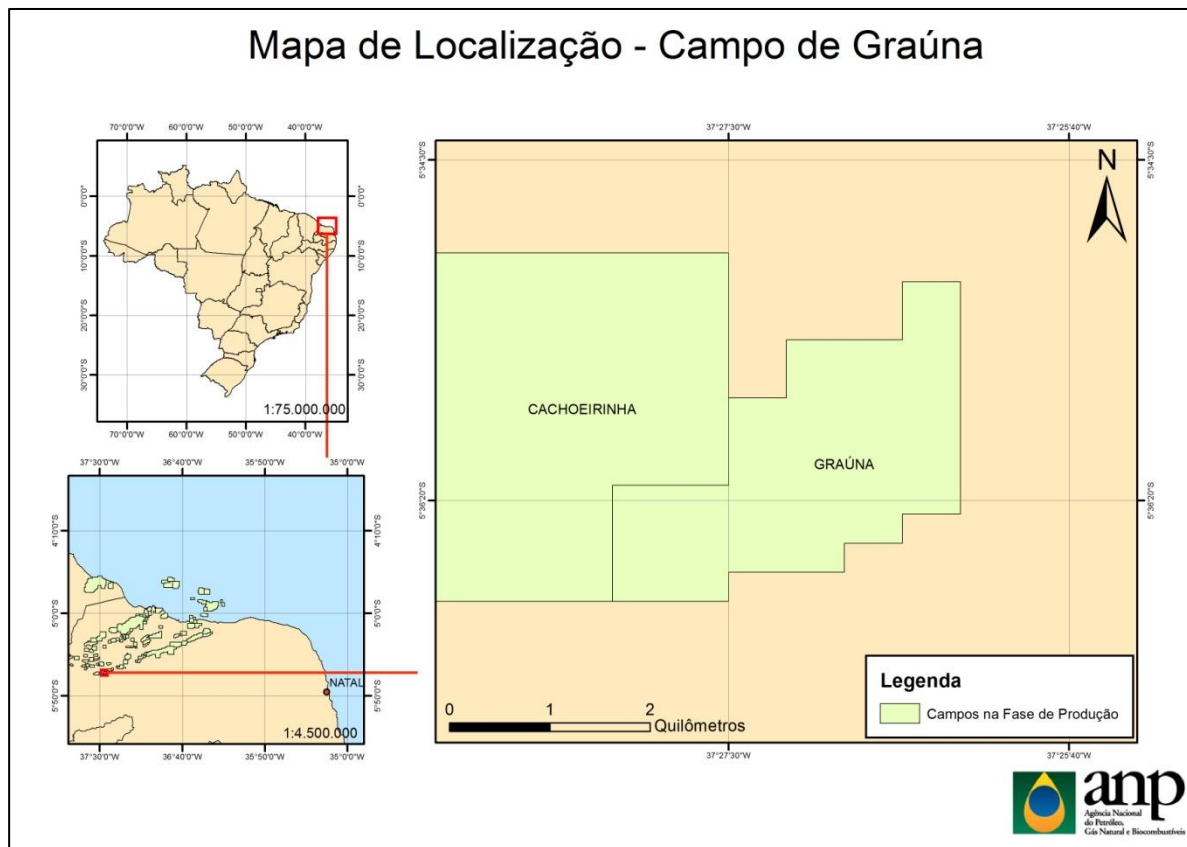 Mapa de Localização - Campo de Graúna
70°0'0"W 60°0'0"W 50°0'0"W 40°0'0"W
0°0'0" 0°0'0"
10°0'0"S 10°0'0"S
20°0'0"S 20°0'0"S
30°0'0"S 30°0'0"S
1:75.000.000
70°0'0"W 60°0'0"W 50°0'0"W 40°0'0"W
37°30'0"W 36°40'0"W 35°50'0"W 35°0'0"W
4°10'0"S 4°10'0"S
5°0'0"S 5°0'0"S
5°50'0"S 5°50'0"S
NATAL
1:4.500.000
37°30'0"W 36°40'0"W 35°50'0"W 35°0'0"W
37°27'30"W 37°25'40"W
5°34'30"S 5°34'30"S
N
CACHOEIRINHA
GRAÚNA
5°36'20"S 5°36'20"S
0 1 2
Quilômetros
Legenda
Campos na Fase de Produção
37°27'30"W 37°25'40"W
anp
Agência Nacional
do Petróleo,
Gás Natural e Biocombustíveis